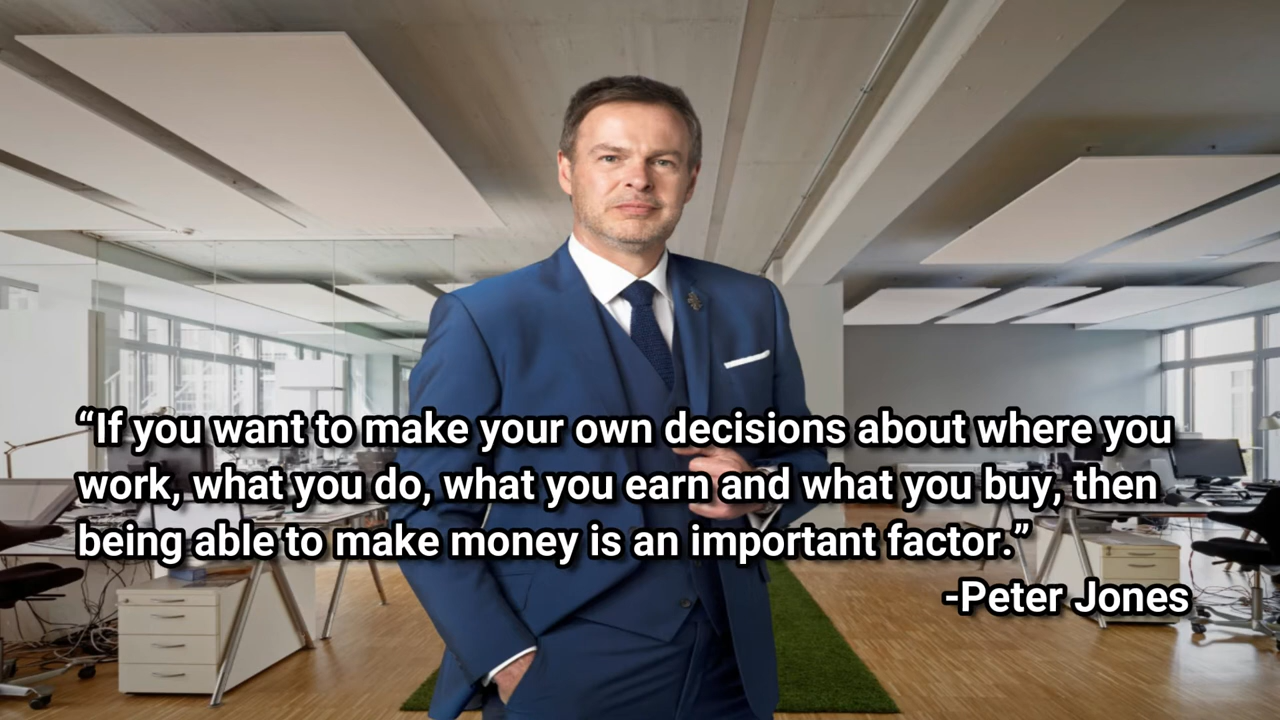 “If you want to make your own decisions about where you
work, what you do, what you earn and what you buy, then
being able to make money is an important factor.”
-Peter Jones